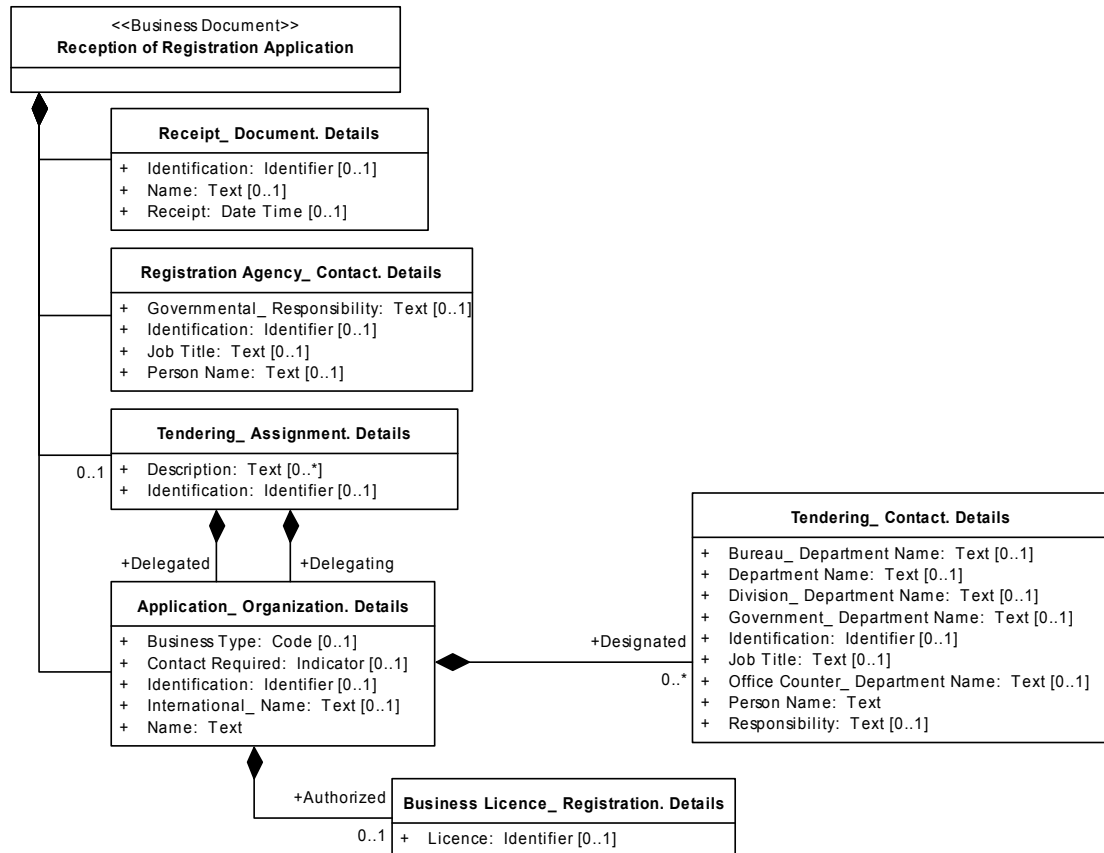 <<Business Document>>
Reception of Registration Application
Receipt_ Document. Details
+ Identification: Identifier [0..1]
+ Name: Text [0..1]
+ Receipt: Date Time [0..1]
Registration Agency_ Contact. Details
+ Governmental_ Responsibility: Text [0..1]
+ Identification: Identifier [0..1]
+ Job Title: Text [0..1]
+ Person Name: Text [0..1]
Tendering_ Assignment. Details
0..1
+ Description: Text [0..*]
+ Identification: Identifier [0..1]
+Delegated
+Delegating
Application_ Organization. Details
+ Business Type: Code [0..1]
+ Contact Required: Indicator [0..1]
+ Identification: Identifier [0..1]
+ International_ Name: Text [0..1]
+ Name: Text
+Designated
0..*
Tendering_ Contact. Details
+ Bureau_ Department Name: Text [0..1]
+ Department Name: Text [0..1]
+ Division_ Department Name: Text [0..1]
+ Government_ Department Name: Text [0..1]
+ Identification: Identifier [0..1]
+ Job Title: Text [0..1]
+ Office Counter_ Department Name: Text [0..1]
+ Person Name: Text
+ Responsibility: Text [0..1]
+Authorized
0..1
Business Licence_ Registration. Details
+ Licence: Identifier [0..1]